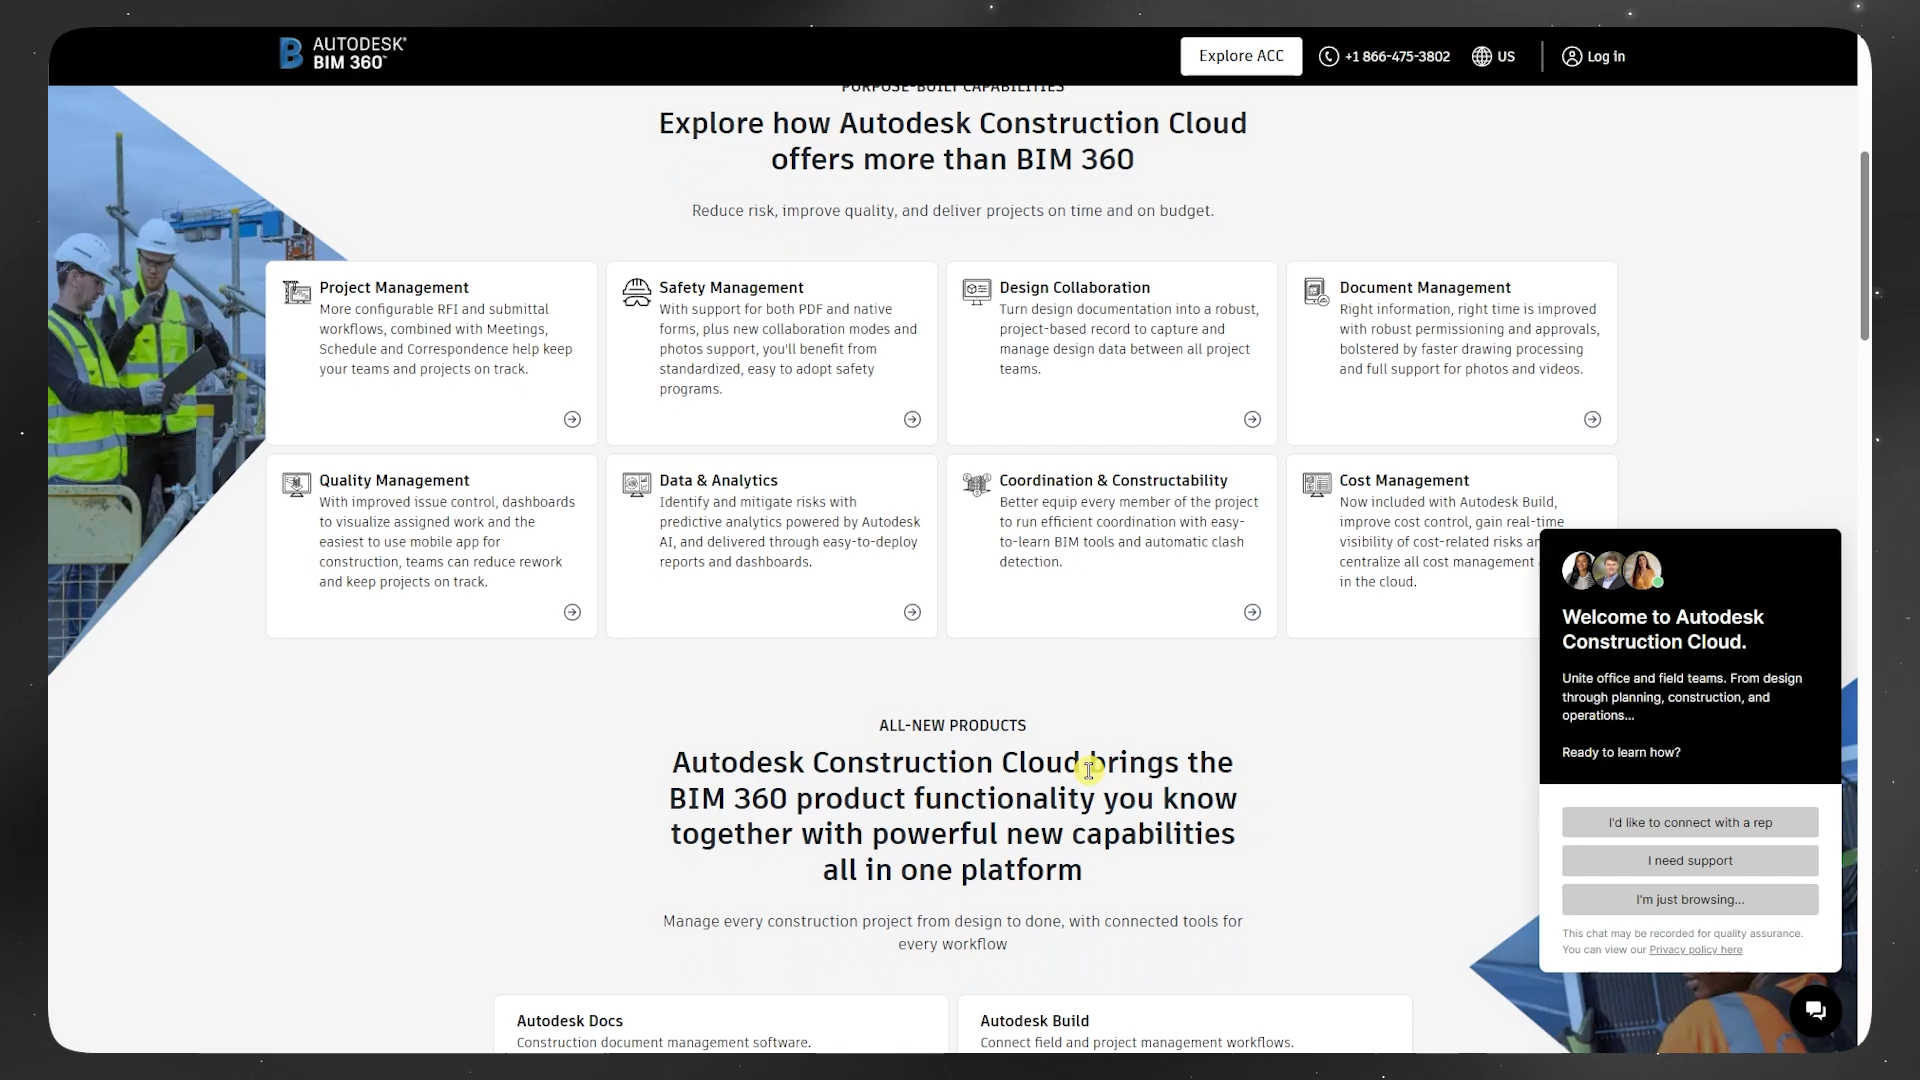 AUTODESK®
BIM 360™
Explore ACC
+1 866-475-3802
US
Log in
PURPOSE-BUILT CAPABILITIES
Explore how Autodesk Construction Cloud
offers more than BIM 360
Reduce risk, improve quality, and deliver projects on time and on budget.
Project Management
More configurable RFI and submittal
workflows, combined with Meetings,
Schedule and Correspondence help keep
your teams and projects on track.
Safety Management
With support for both PDF and native
forms, plus new collaboration modes and
photos support, you'll benefit from
standardized, easy to adopt safety
programs.
Design Collaboration
Turn design documentation into a robust,
project-based record to capture and
manage design data between all project
teams.
Document Management
Right information, right time is improved
with robust permissioning and approvals,
bolstered by faster drawing processing
and full support for photos and videos.
Quality Management
With improved issue control, dashboards
to visualize assigned work and the
easiest to use mobile app for
construction, teams can reduce rework
and keep projects on track.
Data & Analytics
Identify and mitigate risks with
predictive analytics powered by Autodesk
AI, and delivered through easy-to-deploy
reports and dashboards.
Coordination & Constructability
Better equip every member of the project
to run efficient coordination with easy-
to-learn BIM tools and automatic clash
detection.
Cost Management
Now included with Autodesk Build,
improve cost control, gain real-time
visibility of cost-related risks
centralize all cost management
in the cloud.
ALL-NEW PRODUCTS
Autodesk Construction Cloud brings the
BIM 360 product functionality you know
together with powerful new capabilities
all in one platform
Manage every construction project from design to done, with connected tools for
every workflow
Autodesk Docs
Construction document management software.
Autodesk Build
Connect field and project management workflows.
Welcome to Autodesk
Construction Cloud.
Unite office and field teams. From design
through planning, construction, and
operations...
Ready to learn how?
I'd like to connect with a rep
I need support
I'm just browsing...
This chat may be recorded for quality assurance.
You can view our Privacy policy here